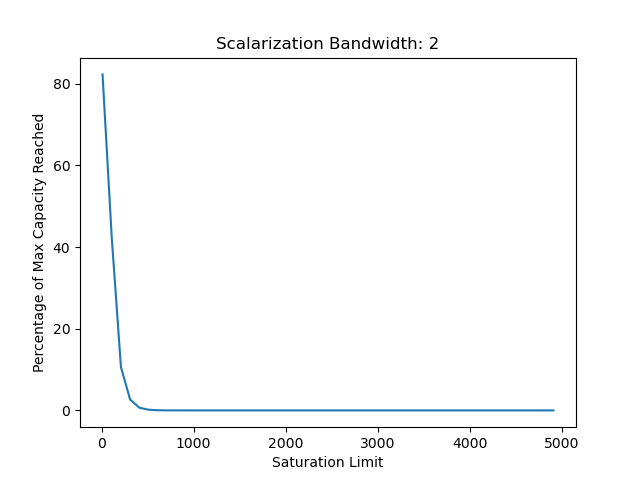 Scalarization Bandwidth: 2
Percentage of Max Capacity Reached
80
60
40
20
0
0 1000 2000 3000 4000 5000
Saturation Limit